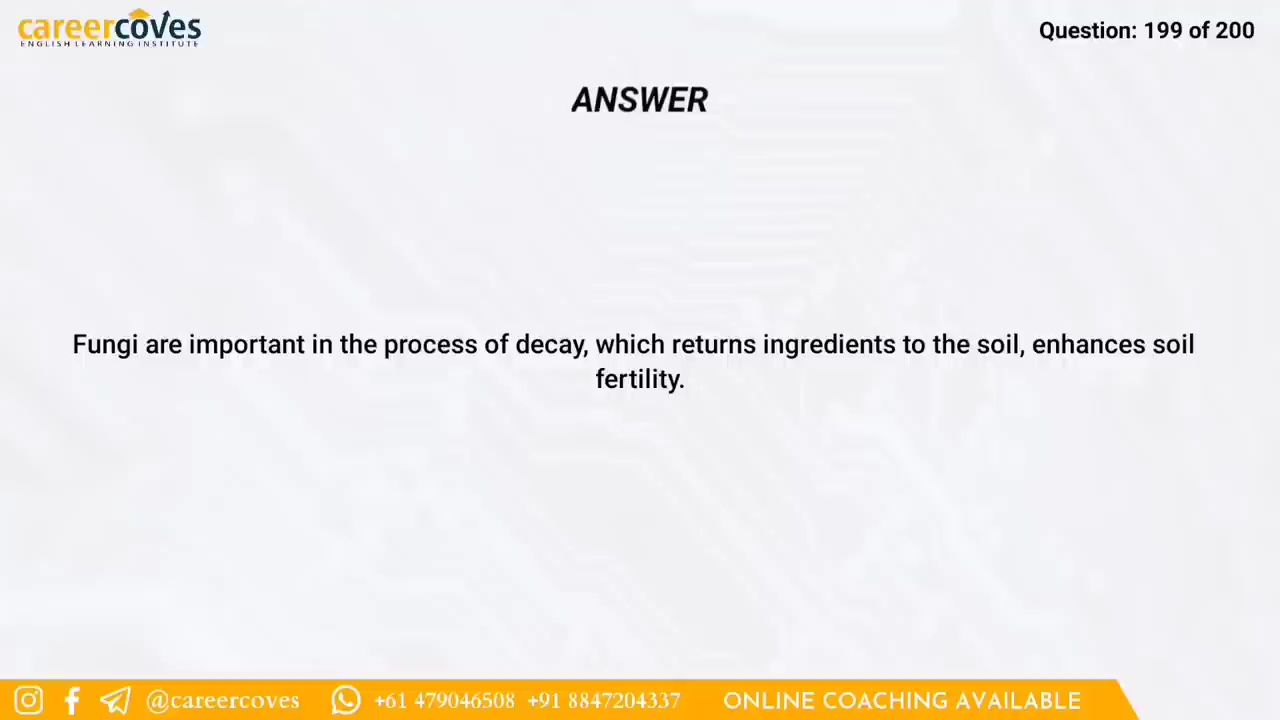 careercoves
ENGLISH LEARNING INSTITUTE
Question: 199 of 200
ANSWER
Fungi are important in the process of decay, which returns ingredients to the soil, enhances soil
fertility.
@careercoves +61 479046508 +91 8847204337 ONLINE COACHING AVAILABLE